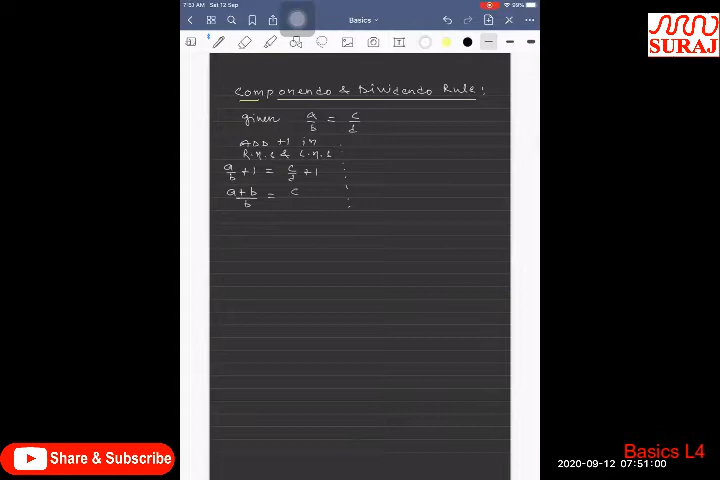 7:53 AM Sat 12 Sep
99%
Basics
SURAJ
Componendo & Dividendo Rule:
given a/b = c/d
ADD +1 in
R.H.S & L.H.S
a/b +1 = c/d +1
a+b/b = c
Share & Subscribe
Basics L4
2020-09-12 07:51:00